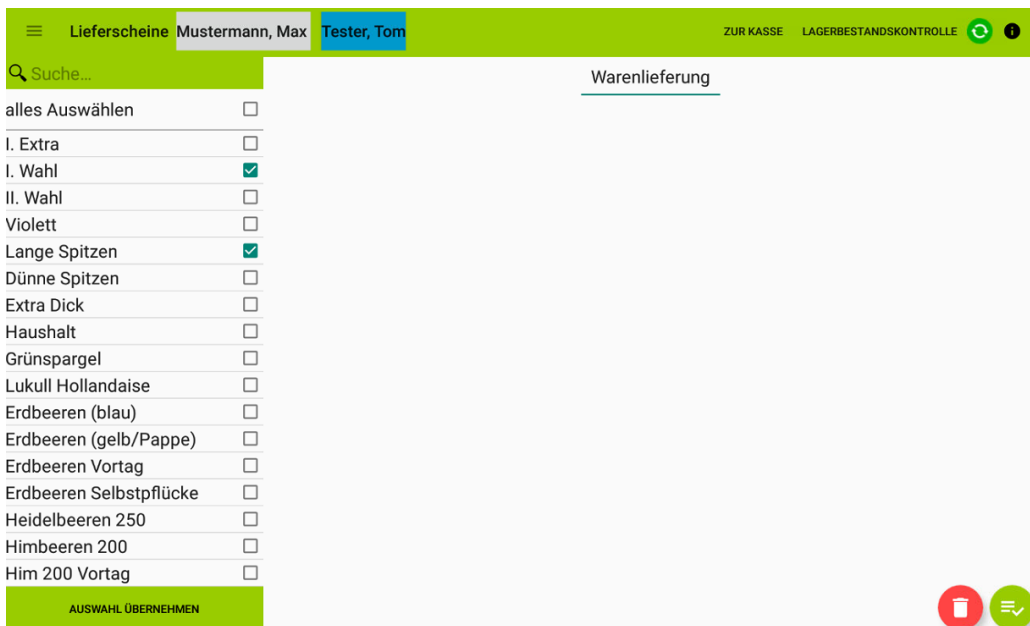 Lieferscheine Mustermann, Max Tester, Tom ZUR KASSE LAGERBESTANDSKONTROLLE
Suche...
Warenlieferung
alles Auswählen
I. Extra
I. Wahl
II. Wahl
Violett
Lange Spitzen
Dünne Spitzen
Extra Dick
Haushalt
Grünspargel
Lukull Hollandaise
Erdbeeren (blau)
Erdbeeren (gelb/Pappe)
Erdbeeren Vortag
Erdbeeren Selbstpflücke
Heidelbeeren 250
Himbeeren 200
Him 200 Vortag
AUSWAHL ÜBERNEHMEN